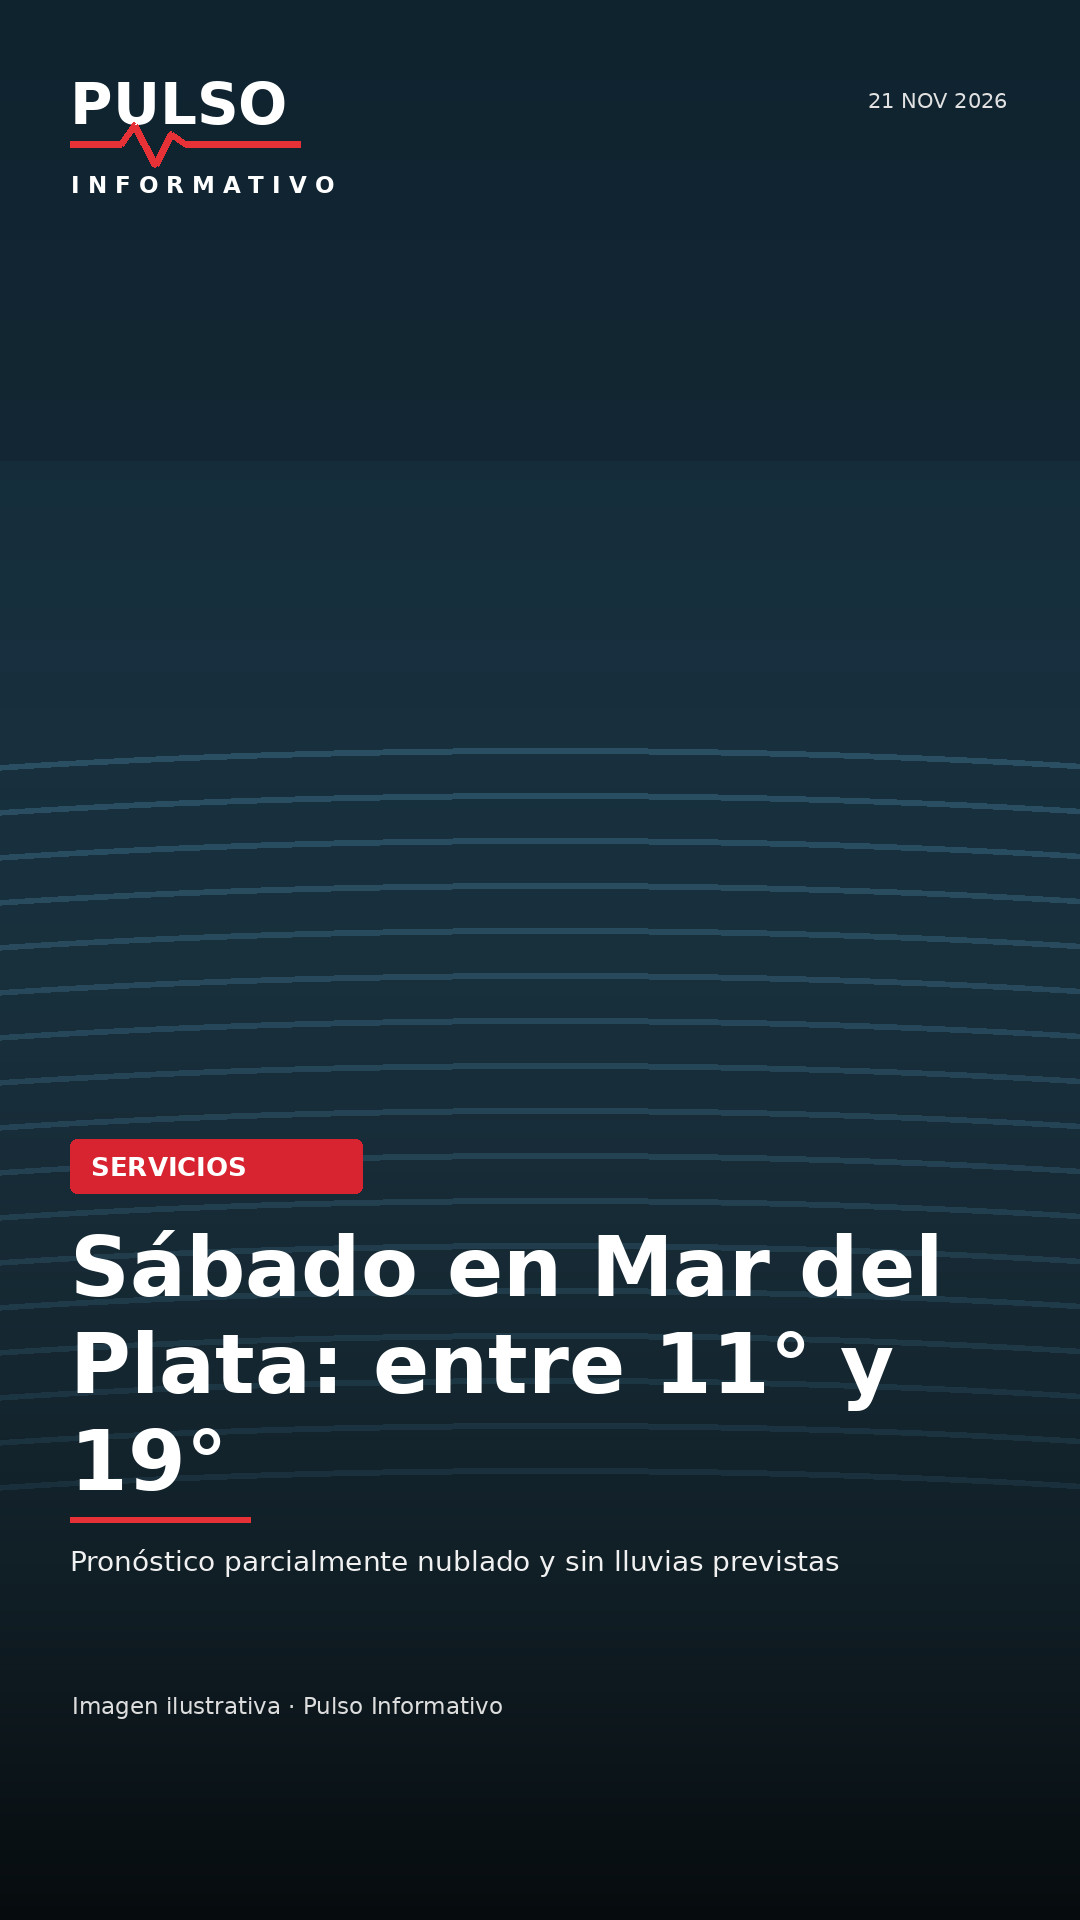 PULSO
INFORMATIVO
21 NOV 2026
SERVICIOS
Sábado en Mar del
Plata: entre 11° y
19°
Pronóstico parcialmente nublado y sin lluvias previstas
Imagen ilustrativa · Pulso Informativo